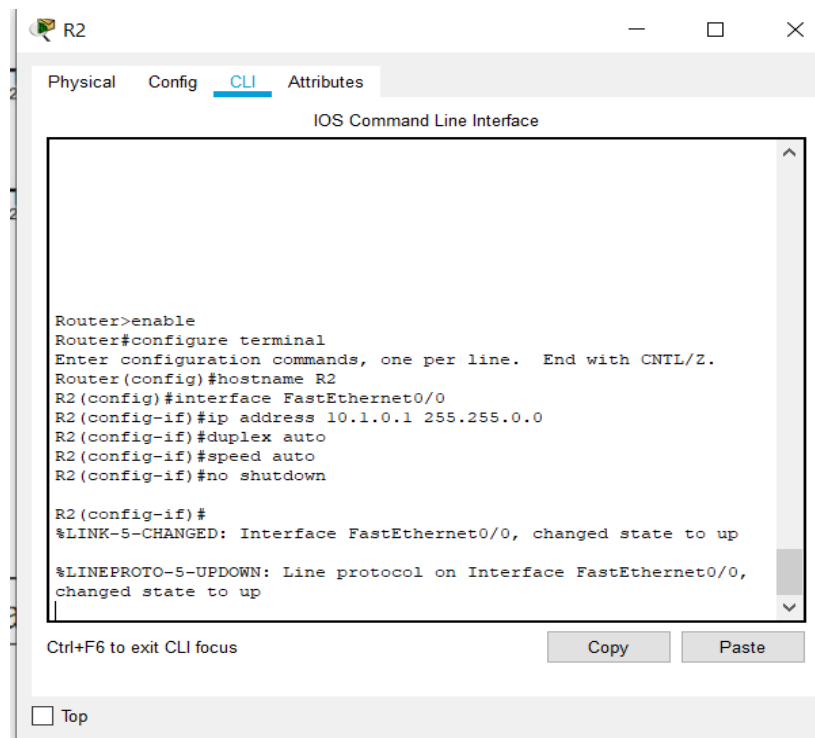 R2
Physical Config CLI Attributes
IOS Command Line Interface
Router>enable
Router#configure terminal
Enter configuration commands, one per line.  End with CNTL/Z.
Router(config)#hostname R2
R2(config)#interface FastEthernet0/0
R2(config-if)#ip address 10.1.0.1 255.255.0.0
R2(config-if)#duplex auto
R2(config-if)#speed auto
R2(config-if)#no shutdown
R2(config-if)#
%LINK-5-CHANGED: Interface FastEthernet0/0, changed state to up
%LINEPROTO-5-UPDOWN: Line protocol on Interface FastEthernet0/0,
changed state to up
Ctrl+F6 to exit CLI focus
Copy Paste
Top